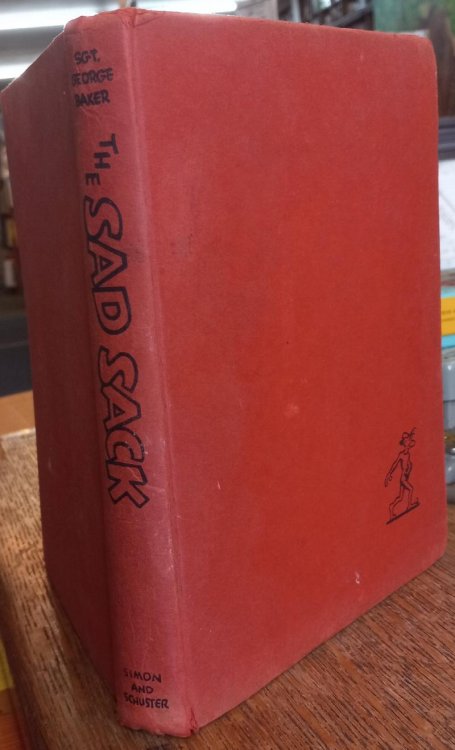 SGT.
GEORGE
BAKER
THE SAD SACK
SIMON
AND
SCHUSTER